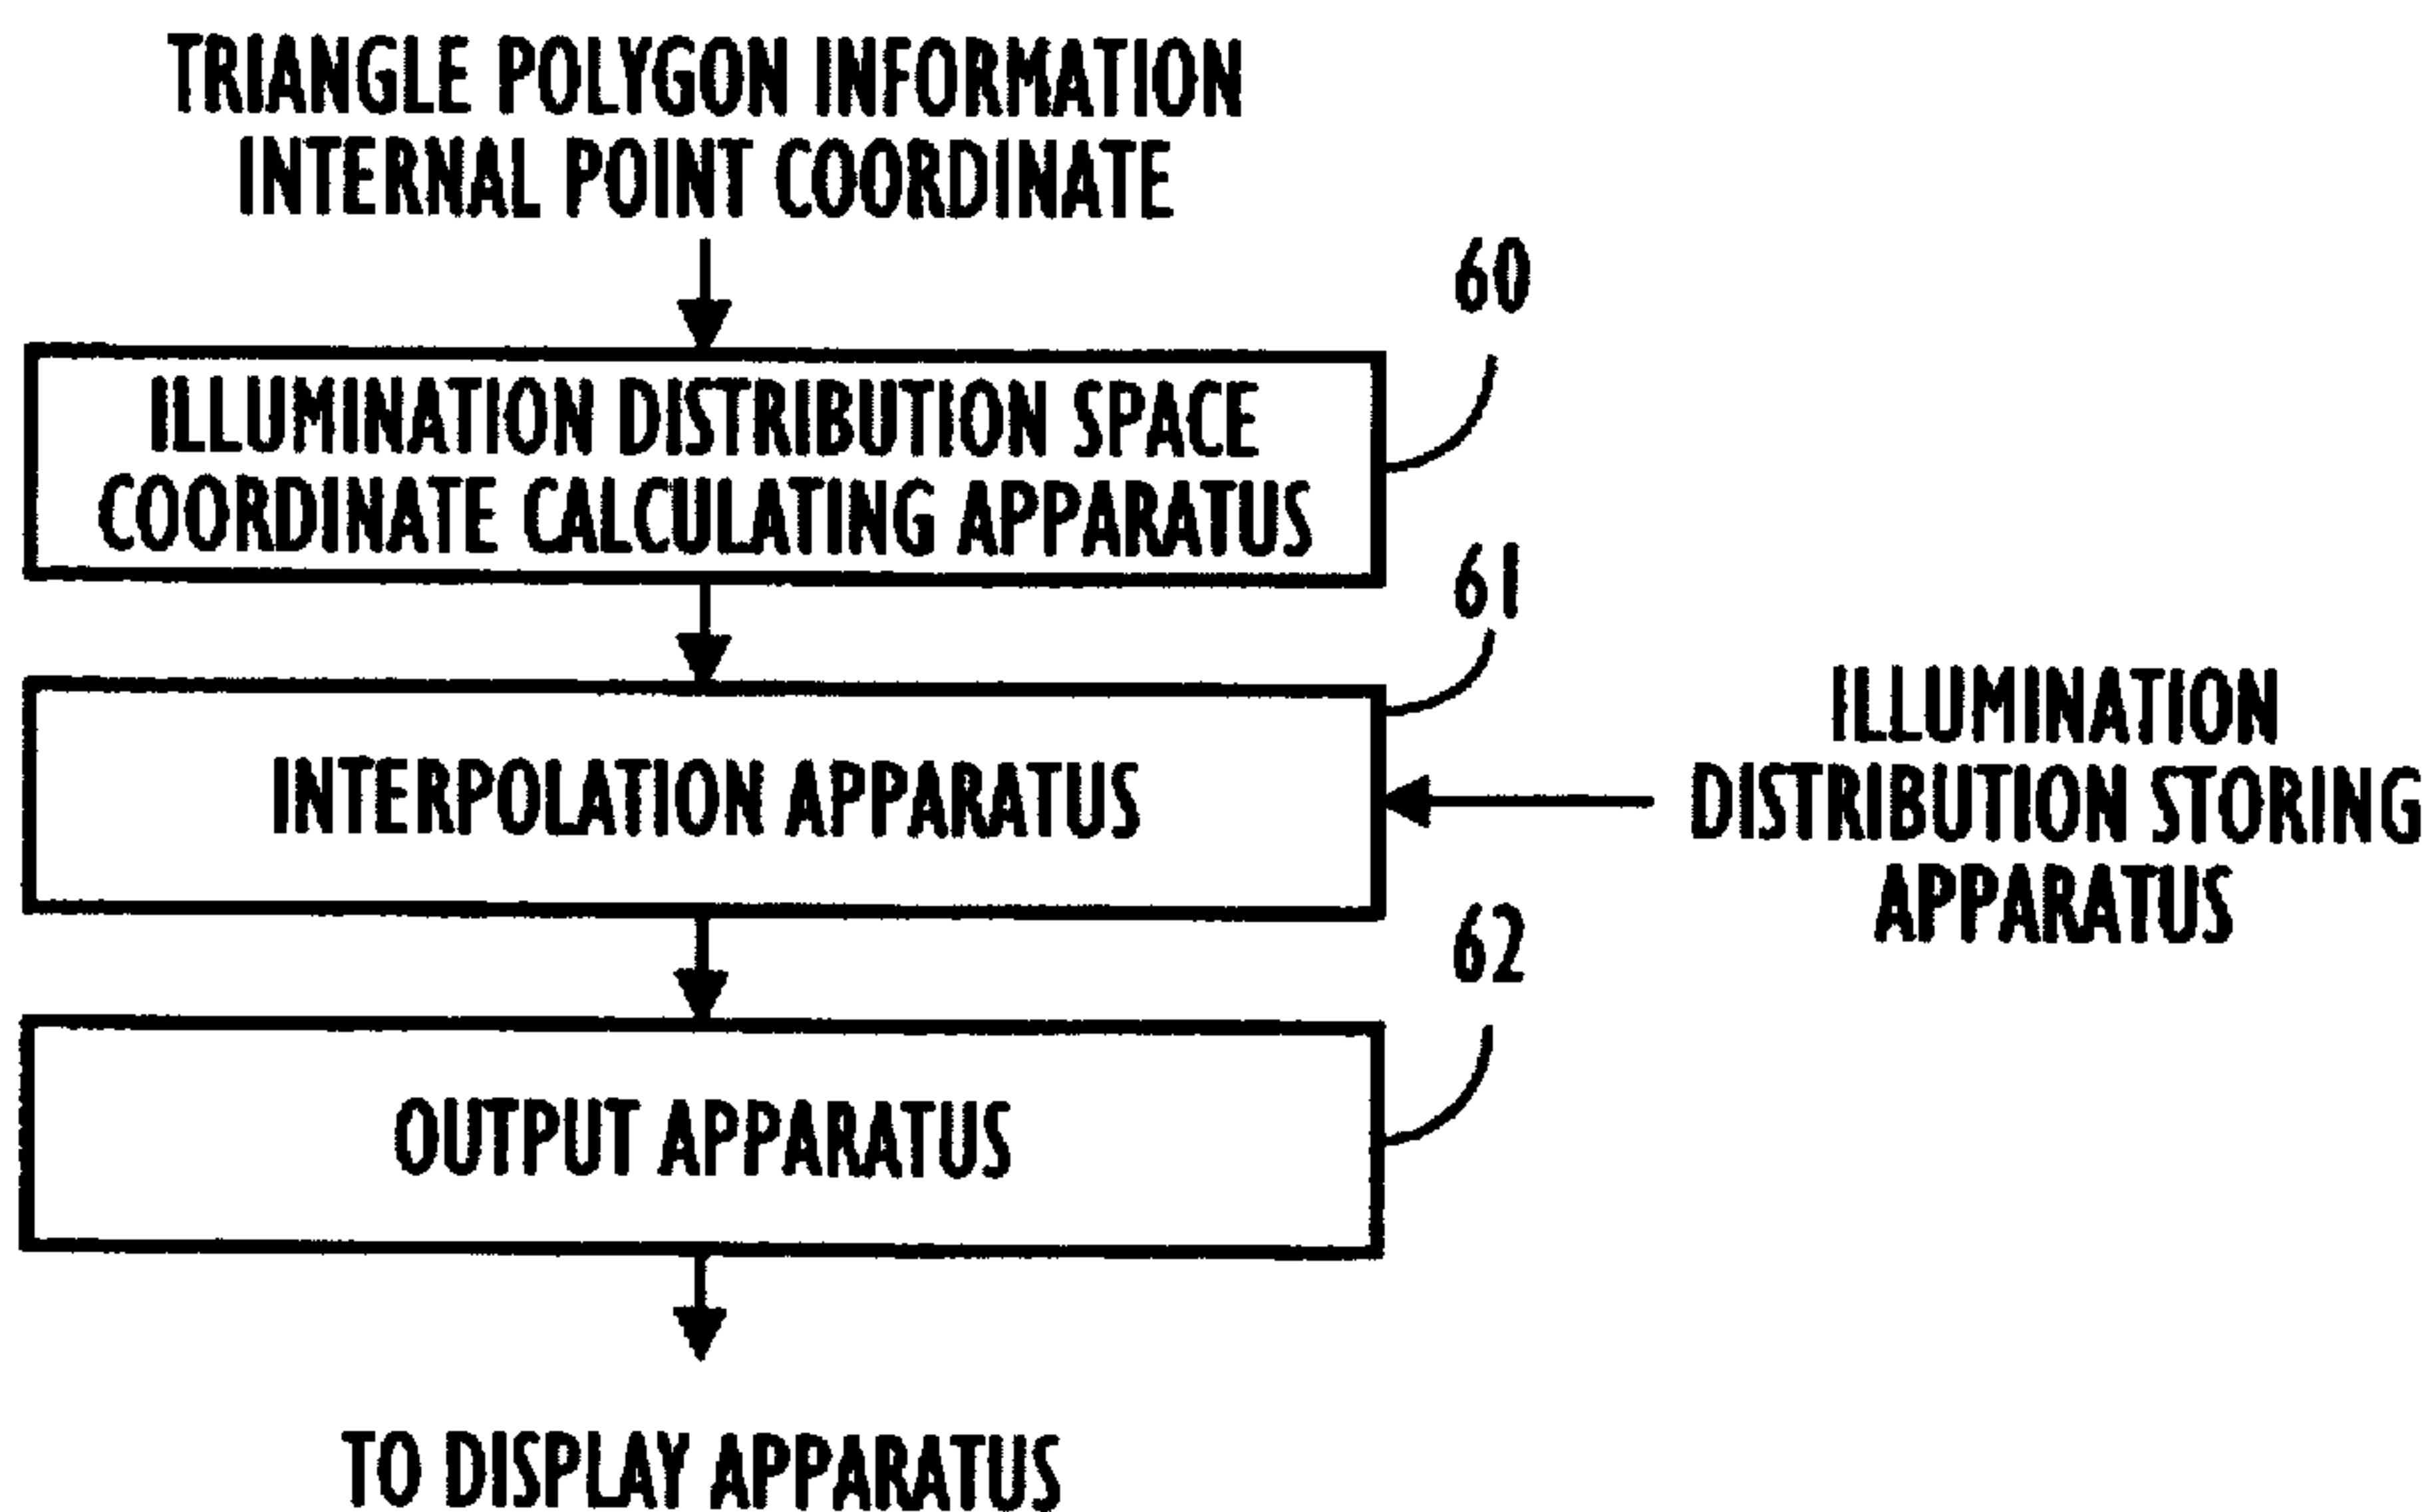 TRIANGLE POLYGON INFORMATION
INTERNAL POINT COORDINATE
60
ILLUMINATION DISTRIBUTION SPACE
COORDINATE CALCULATING APPARATUS
61
INTERPOLATION APPARATUS
ILLUMINATION
DISTRIBUTION STORING
APPARATUS
62
OUTPUT APPARATUS
TO DISPLAY APPARATUS